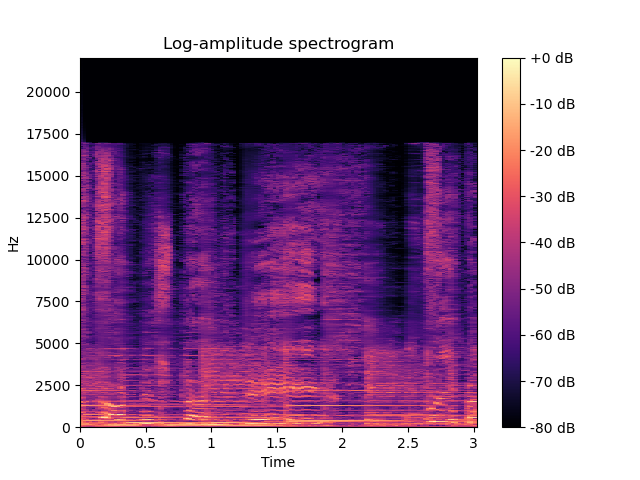 Log-amplitude spectrogram
Hz
20000
17500
15000
12500
10000
7500
5000
2500
0
0 0.5 1 1.5 2 2.5 3
Time
+0 dB
-10 dB
-20 dB
-30 dB
-40 dB
-50 dB
-60 dB
-70 dB
-80 dB